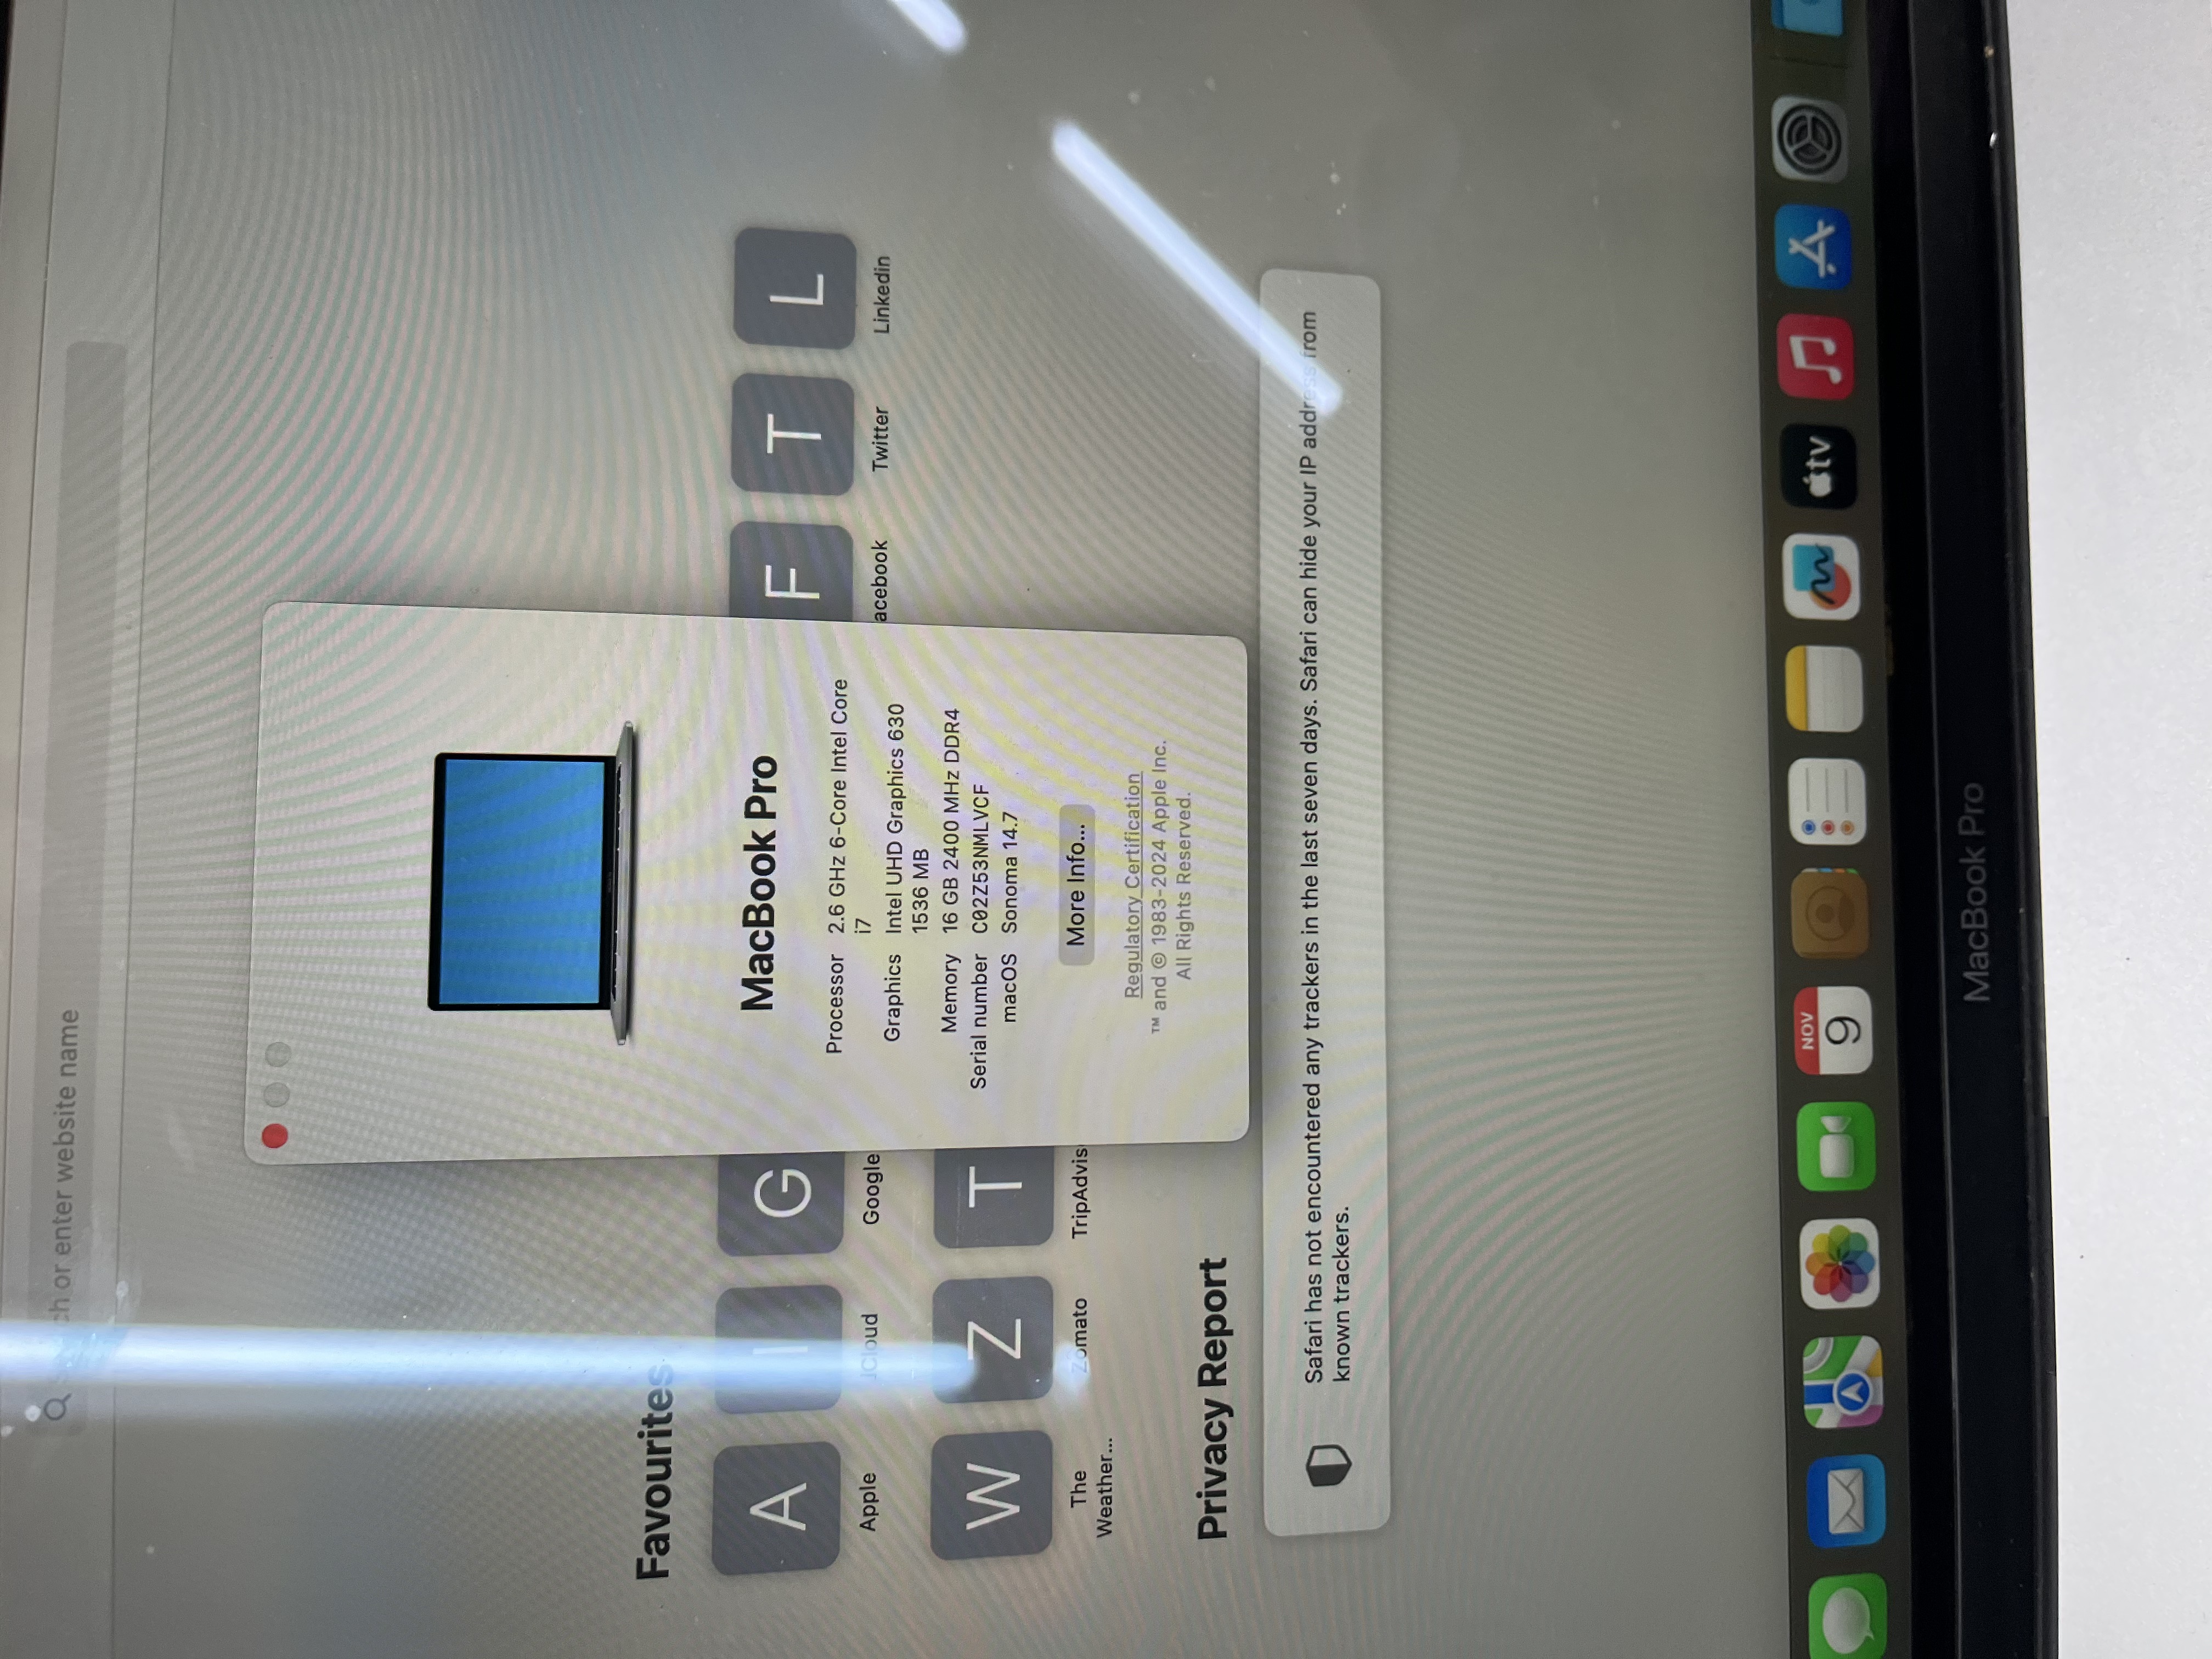 ch or enter website name
MacBook Pro
Processor 2.6 GHz 6-Core Intel Core
i7
Graphics Intel UHD Graphics 630
1536 MB
Memory 16 GB 2400 MHz DDR4
Serial number C02Z53NMLVCF
macOS Sonoma 14.7
More Info...
Regulatory Certification
™ and © 1983-2024 Apple Inc.
All Rights Reserved.
Favourites
A I G F T L
Apple iCloud Google acebook Twitter Linkedin
W Z T
The
Weather... Zomato TripAdvis
Privacy Report
Safari has not encountered any trackers in the last seven days. Safari can hide your IP address from
known trackers.
NOV
9
tv
MacBook Pro